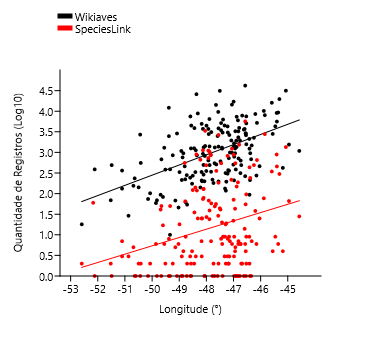 Wikiaves
SpeciesLink
Quantidade de Registros (Log10)
4.5
4.0
3.5
3.0
2.5
2.0
1.5
1.0
0.5
0.0
-53 -52 -51 -50 -49 -48 -47 -46 -45
Longitude (°)